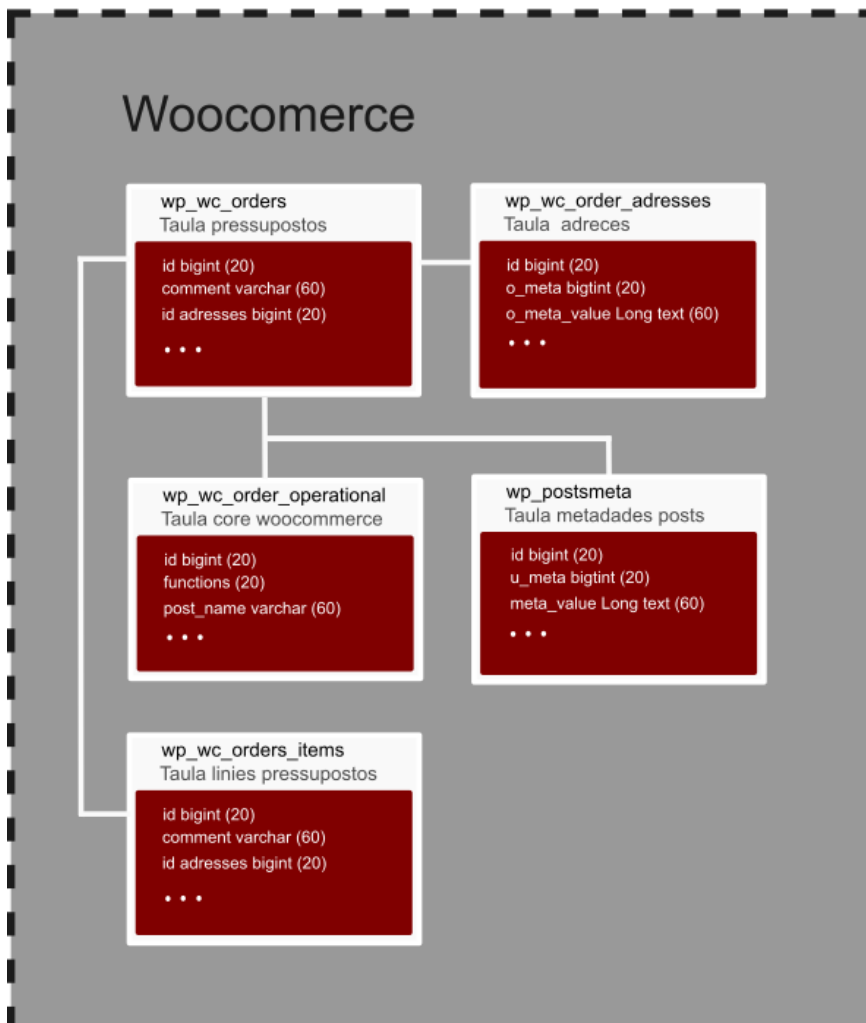 Woocomerce
wp_wc_orders
Taula pressupostos
id bigint (20)
comment varchar (60)
id adresses bigint (20)
• • •
wp_wc_order_adresses
Taula  adreces
id bigint (20)
o_meta bigtint (20)
o_meta_value Long text (60)
• • •
wp_wc_order_operational
Taula core woocommerce
id bigint (20)
functions (20)
post_name varchar (60)
• • •
wp_postsmeta
Taula metadades posts
id bigint (20)
u_meta bigtint (20)
meta_value Long text (60)
• • •
wp_wc_orders_items
Taula linies pressupostos
id bigint (20)
comment varchar (60)
id adresses bigint (20)
• • •